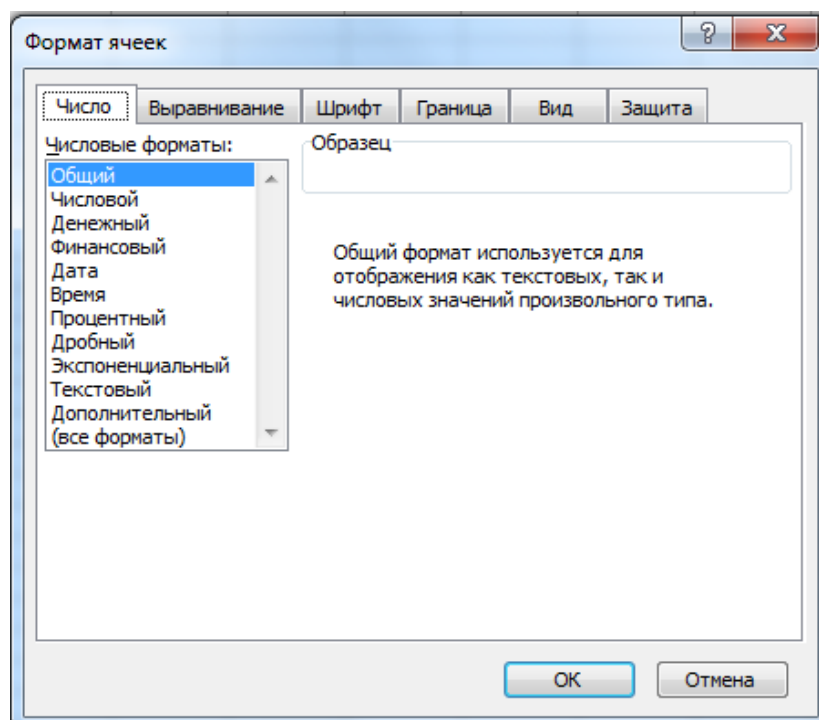 Формат ячеек
Число Выравнивание Шрифт Граница Вид Защита
Числовые форматы:
Общий
Числовой
Денежный
Финансовый
Дата
Время
Процентный
Дробный
Экспоненциальный
Текстовый
Дополнительный
(все форматы)
Образец
Общий формат используется для
отображения как текстовых, так и
числовых значений произвольного типа.
ОК Отмена